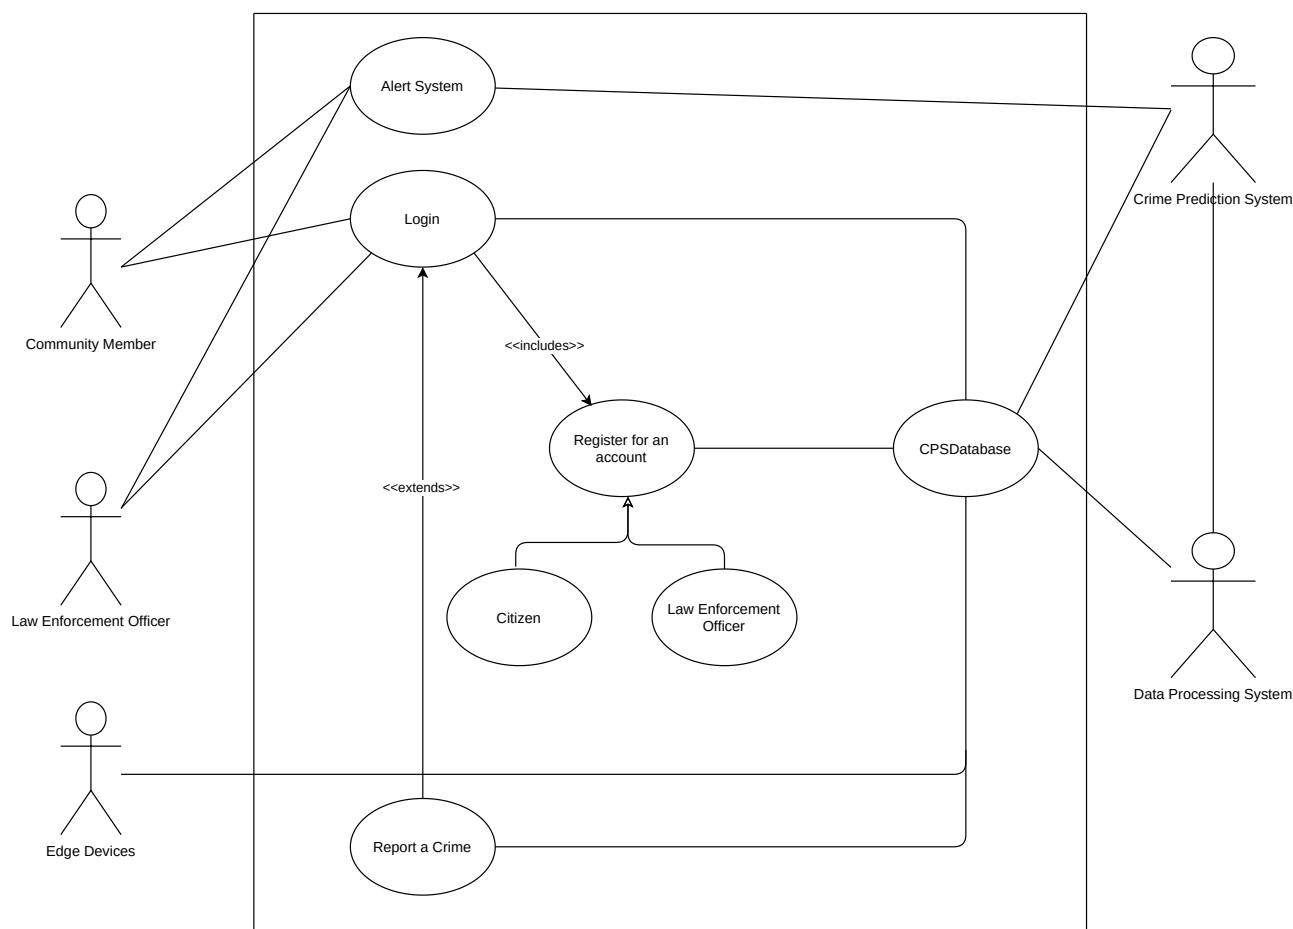 Alert System
Crime Prediction System
Login
Community Member
<<includes>>
Register for an
account
CPSDatabase
<<extends>>
Law Enforcement Officer
Citizen
Law Enforcement
Officer
Data Processing System
Edge Devices
Report a Crime